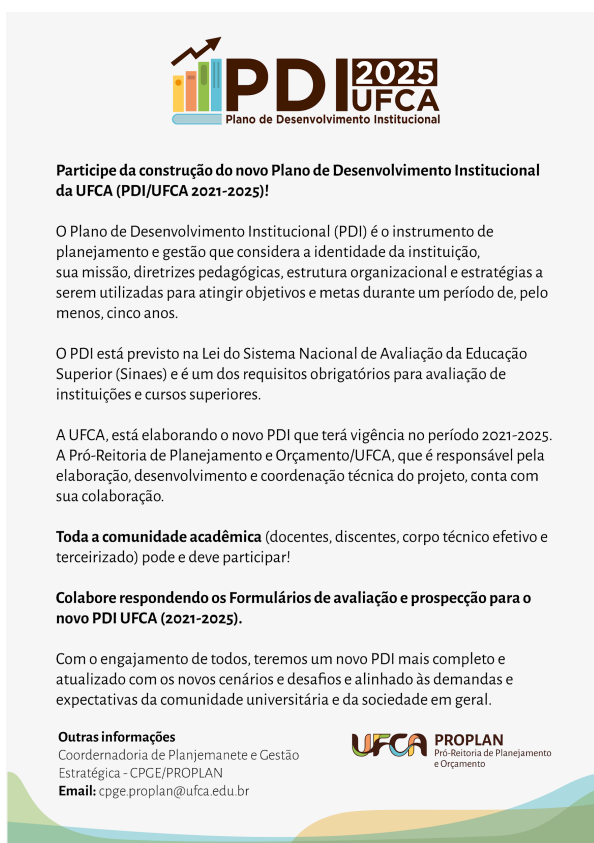 PDI 2025
UFCA
Plano de Desenvolvimento Institucional
Participe da construção do novo Plano de Desenvolvimento Institucional
da UFCA (PDI/UFCA 2021-2025)!
O Plano de Desenvolvimento Institucional (PDI) é o instrumento de
planejamento e gestão que considera a identidade da instituição,
sua missão, diretrizes pedagógicas, estrutura organizacional e estratégias a
serem utilizadas para atingir objetivos e metas durante um período de, pelo
menos, cinco anos.
O PDI está previsto na Lei do Sistema Nacional de Avaliação da Educação
Superior (Sinaes) e é um dos requisitos obrigatórios para avaliação de
instituições e cursos superiores.
A UFCA, está elaborando o novo PDI que terá vigência no período 2021-2025.
A Pró-Reitoria de Planejamento e Orçamento/UFCA, que é responsável pela
elaboração, desenvolvimento e coordenação técnica do projeto, conta com
sua colaboração.
Toda a comunidade acadêmica (docentes, discentes, corpo técnico efetivo e
terceirizado) pode e deve participar!
Colabore respondendo os Formulários de avaliação e prospecção para o
novo PDI UFCA (2021-2025).
Com o engajamento de todos, teremos um novo PDI mais completo e
atualizado com os novos cenários e desafios e alinhado às demandas e
expectativas da comunidade universitária e da sociedade em geral.
Outras informações
Coordernadoria de Planjemanete e Gestão
Estratégica - CPGE/PROPLAN
Email: cpge.proplan@ufca.edu.br
UFCA PROPLAN
Pró-Reitoria de Planejamento
e Orçamento